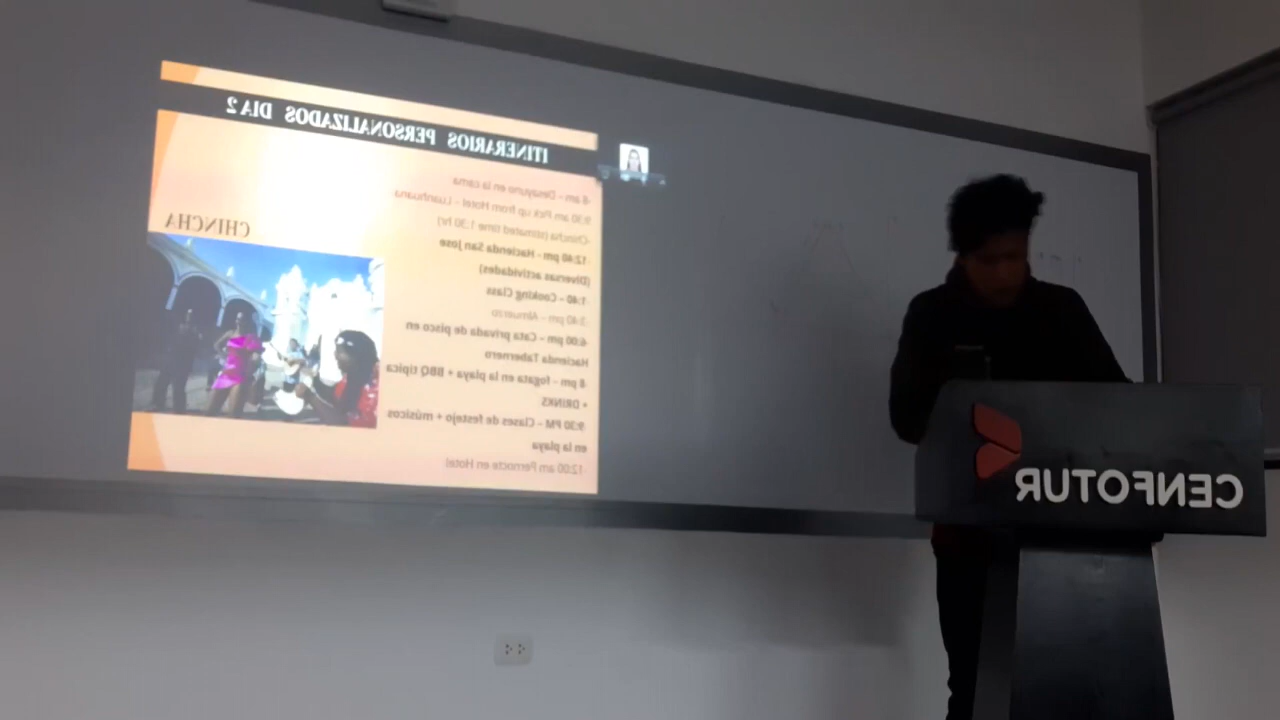 ITINERARIOS PERSONALIZADOS DIA 2
-8 am - Desayuno en la cama
9:30 am Pick up from Hotel - Lunahuana
-Chincha (stimated time 1:30 hr)
12:40 pm - Hacienda San Jose
(Diversas actividades)
1:40 - Cooking Class
3:40 pm - Almuerzo
-6:00 pm - Cata privada de pisco en
Hacienda Tabernero
8 pm - fogata en la playa + BBQ tipica
+ DRINKS
9:30 PM - Clases de festejo + músicos
en la playa
12:00 am Pernocte en Hotel
CHINCHA
CENFOTUR